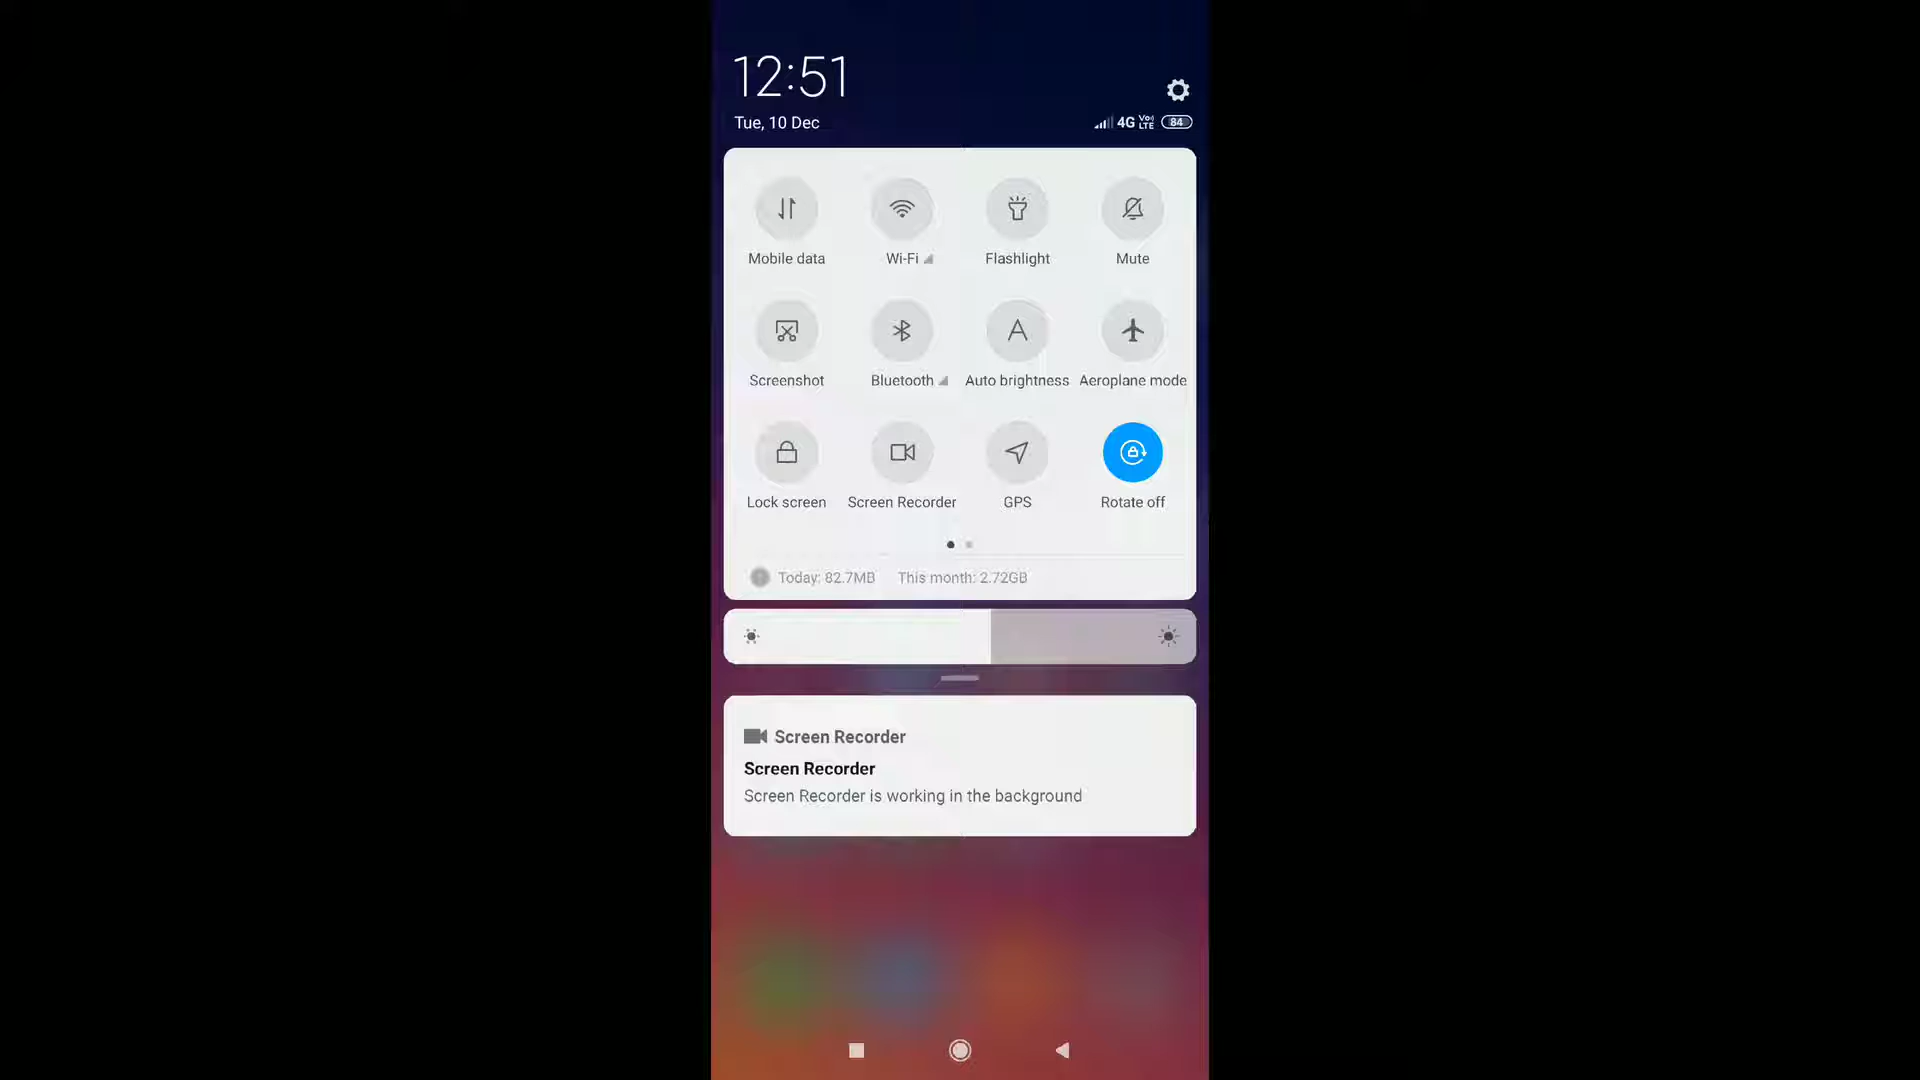 12:51
Tue, 10 Dec
4G Vo LTE 84
Mobile data Wi-Fi Flashlight Mute
Screenshot Bluetooth Auto brightness Aeroplane mode
Lock screen Screen Recorder GPS Rotate off
Today: 82.7MB This month: 2.72GB
Screen Recorder
Screen Recorder
Screen Recorder is working in the background